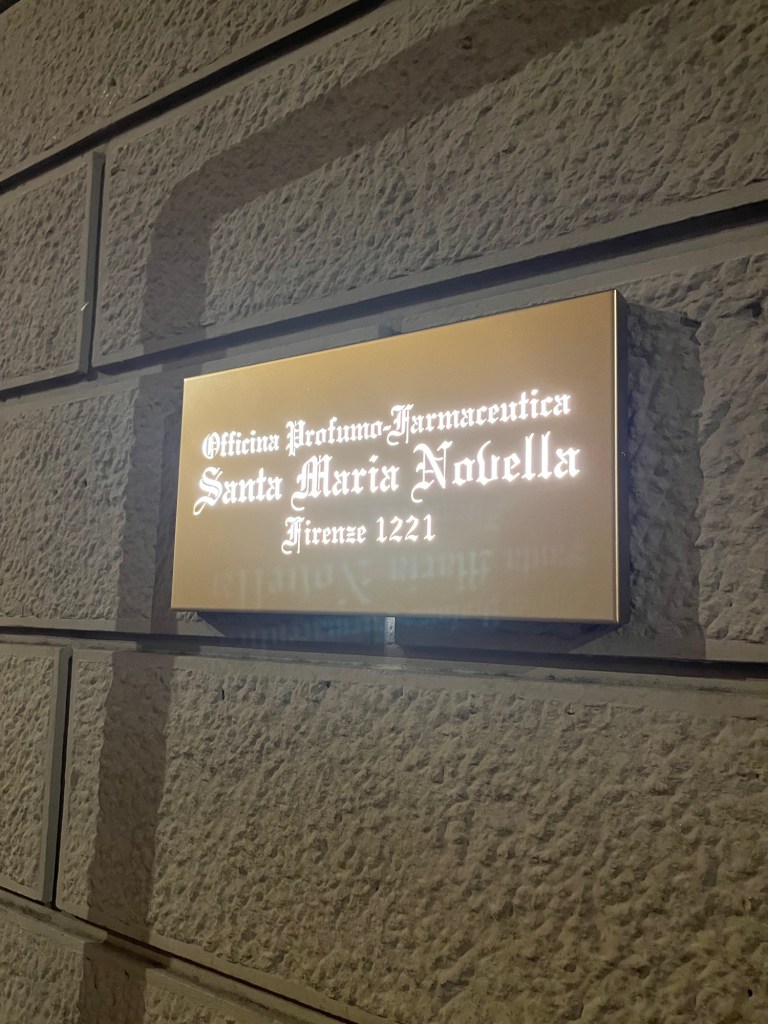 Officina Profumo-Farmaceutica
Santa Maria Novella
Firenze 1221